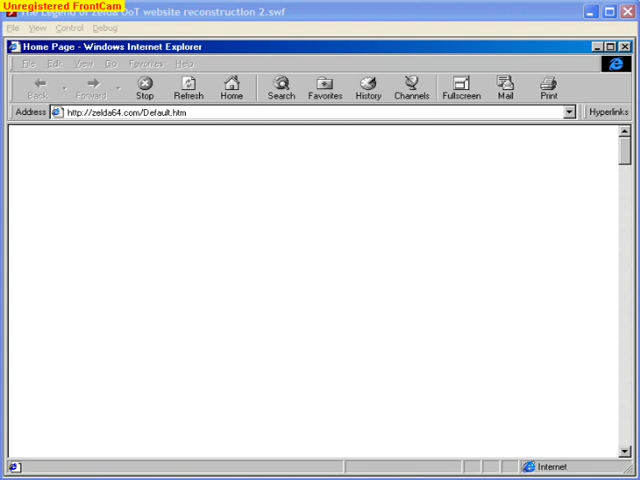 Unregistered FrontCam
The Legend of Zelda OoT website reconstruction 2.swf
File View Control Debug
Home Page - Windows Internet Explorer
File Edit View Go Favorites Help
Back Forward Stop Refresh Home Search Favorites History Channels Fullscreen Mail Print
Address http://zelda64.com/Default.htm Hyperlinks
Internet